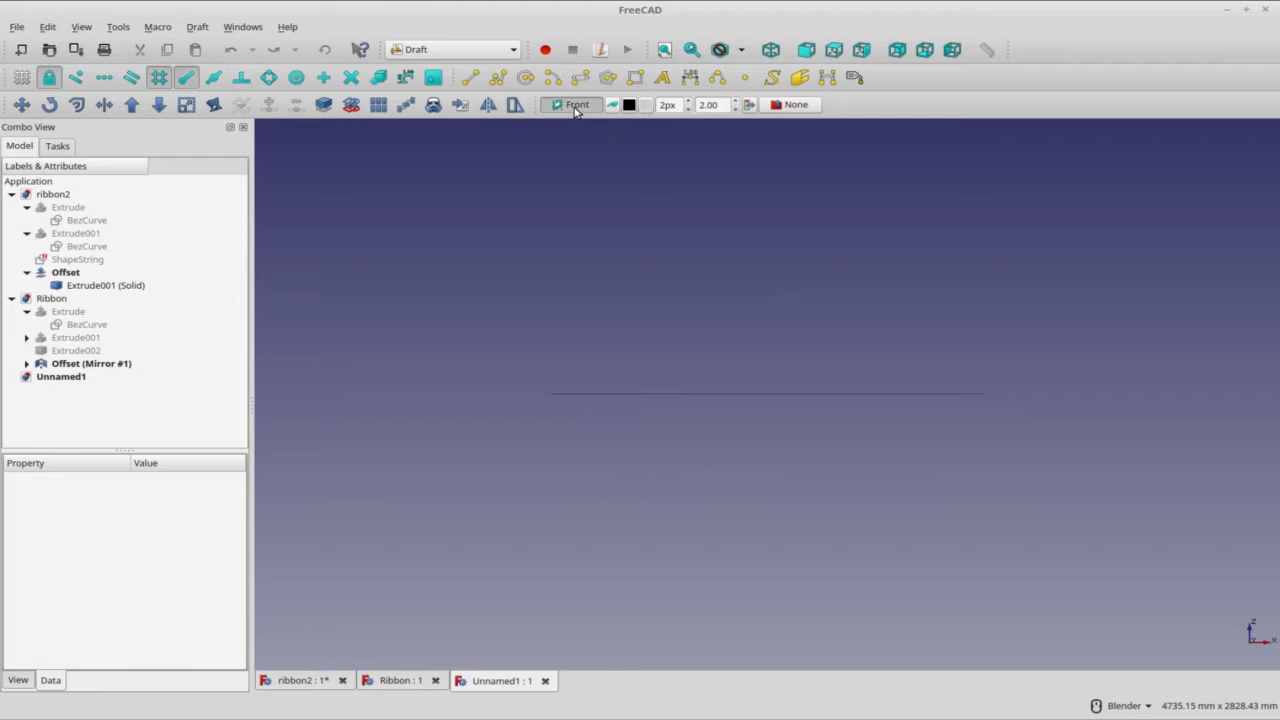 FreeCAD
File Edit View Tools Macro Draft Windows Help
Draft
Front 2px 2.00 None
Combo View
Model Tasks
Labels & Attributes
Application
ribbon2
Extrude
BezCurve
Extrude001
BezCurve
ShapeString
Offset
Extrude001 (Solid)
Ribbon
Extrude
BezCurve
Extrude001
Extrude002
Offset (Mirror #1)
Unnamed1
Property Value
z
Y X
View Data
ribbon2 : 1* Ribbon : 1 Unnamed1 : 1
Blender 4735.15 mm x 2828.43 mm